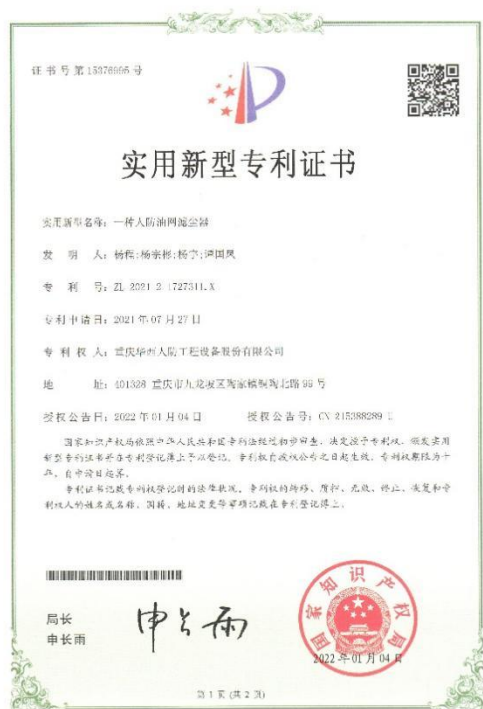 证书号第15376995号
实用新型专利证书
实用新型名称：一种人防油网滤尘器
发 明 人：杨程;杨宗彬;杨宇;谭国凤
专 利 号：ZL 2021 2 1727311.X
专利申请日：2021年07月27日
专 利 权 人：重庆华西人防工程设备股份有限公司
地 址：401328 重庆市九龙坡区陶家镇铜陶北路99号
授权公告日：2022年01月04日 授权公告号：CN 215388289 U
国家知识产权局依照中华人民共和国专利法经过初步审查，决定授予专利权，颁发实用
新型专利证书并在专利登记簿上予以登记。专利权自授权公告之日起生效。专利权期限为十
年，自申请日起算。
专利证书记载专利权登记时的法律状况。专利权的转移、质押、无效、终止、恢复和专
利权人的姓名或名称、国籍、地址变更等事项记载在专利登记簿上。
局长
申长雨
申长雨
国家知识产权局
2022年01月04日
第1页(共2页)